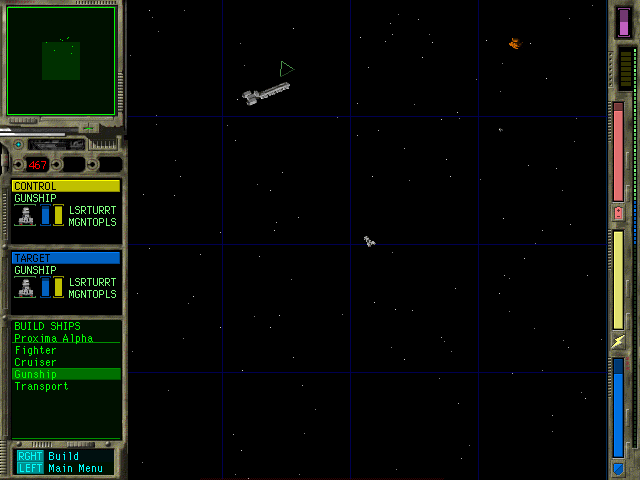 467
CONTROL
GUNSHIP
LSRTURRT
MGNTOPLS
TARGET
GUNSHIP
LSRTURRT
MGNTOPLS
BUILD SHIPS
Proxima Alpha
Fighter
Cruiser
Gunship
Transport
RGHT Build
LEFT Main Menu